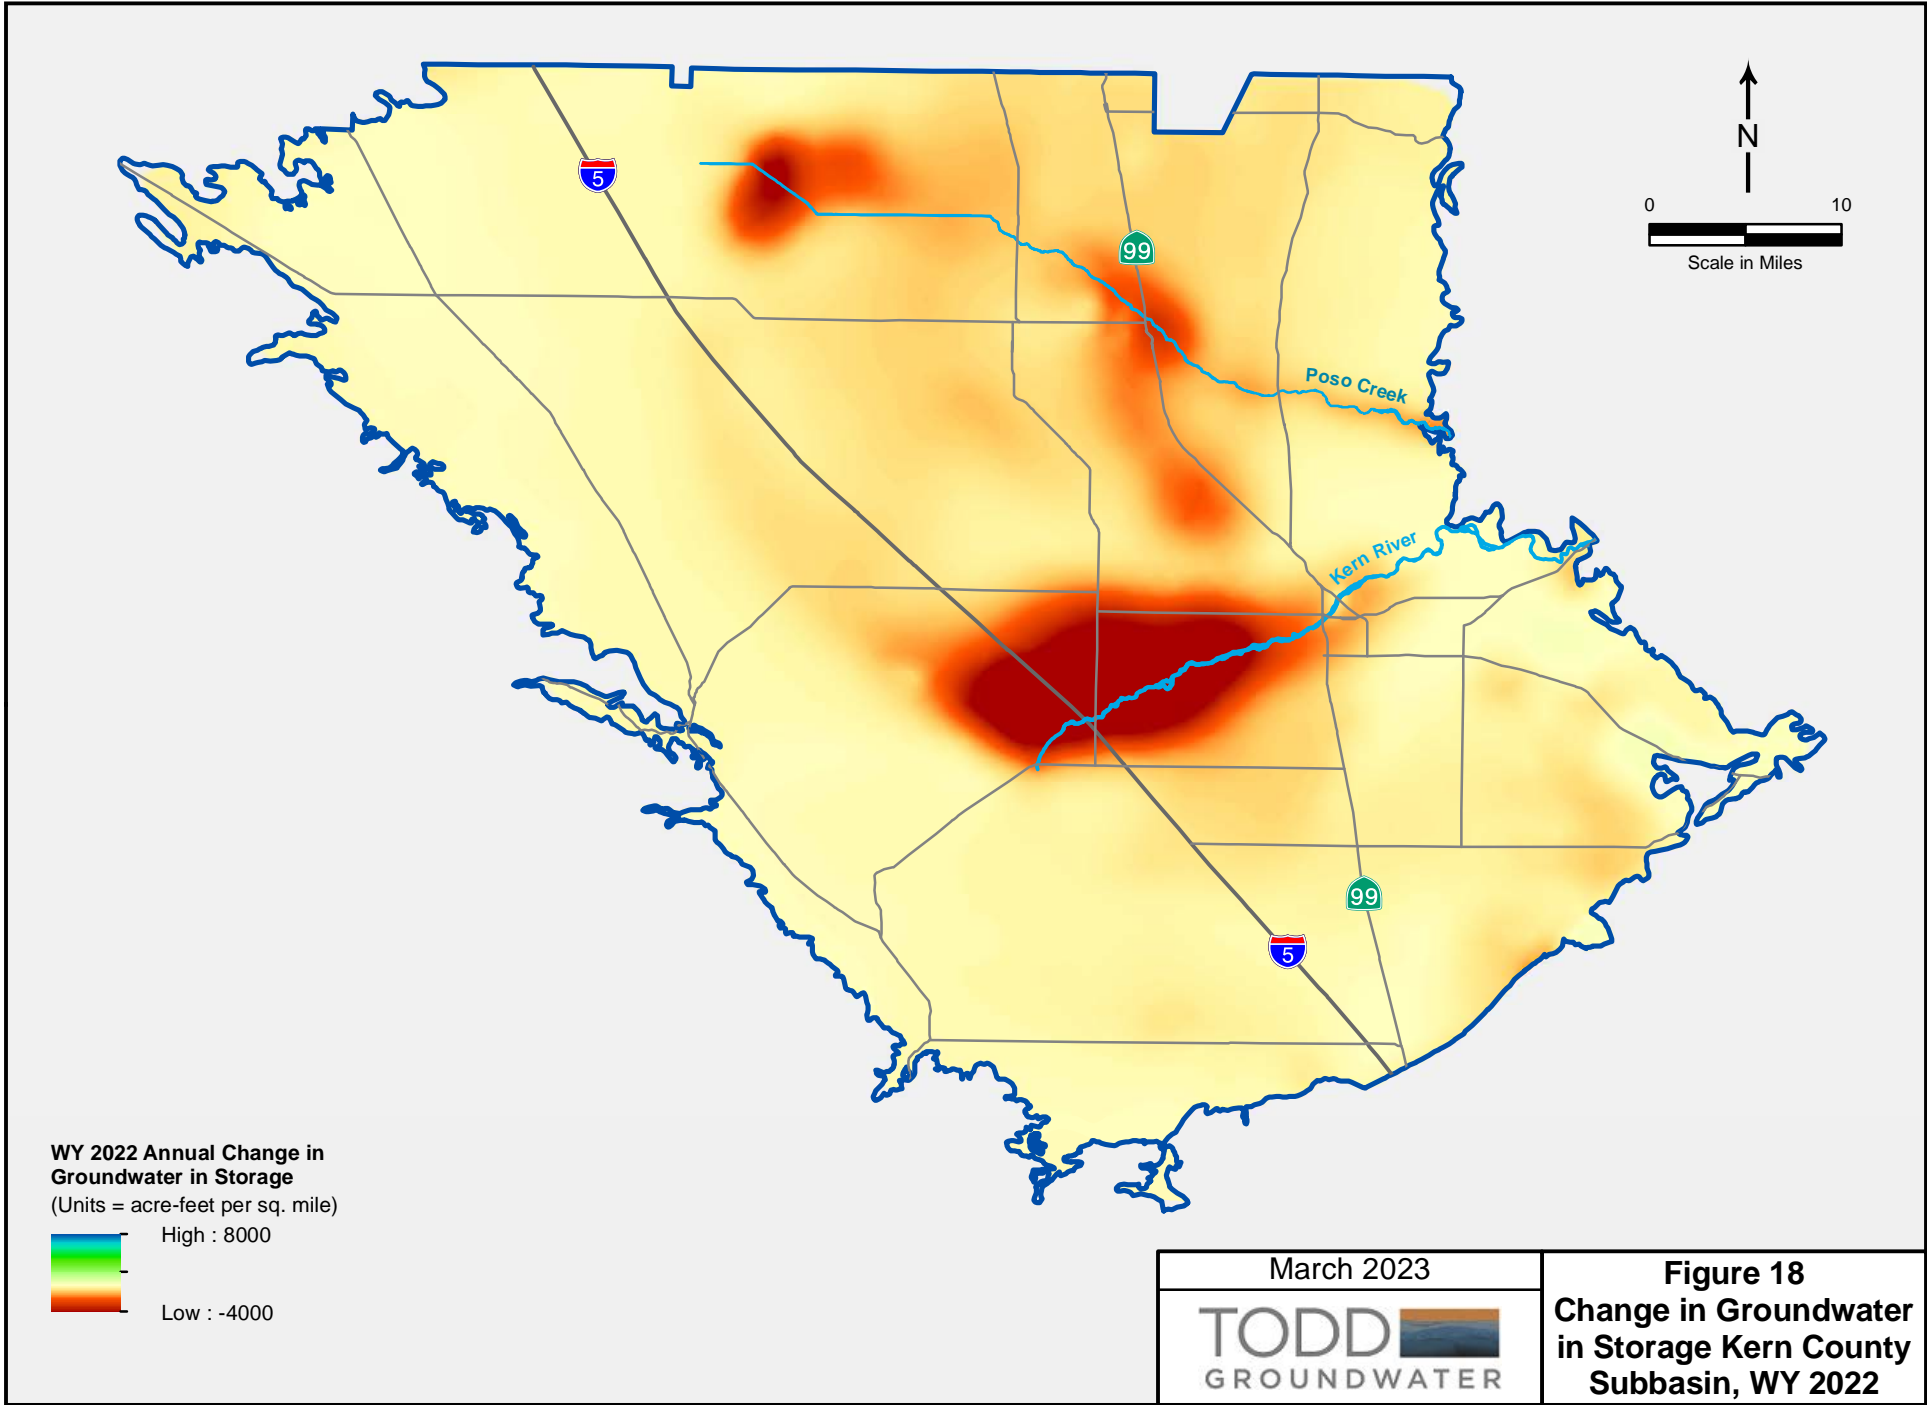 N
0 10
Scale in Miles
5
99
Poso Creek
Kern River
99
5
WY 2022 Annual Change in
Groundwater in Storage
(Units = acre-feet per sq. mile)
High : 8000
Low : -4000
March 2023
TODD
GROUNDWATER
Figure 18
Change in Groundwater
in Storage Kern County
Subbasin, WY 2022